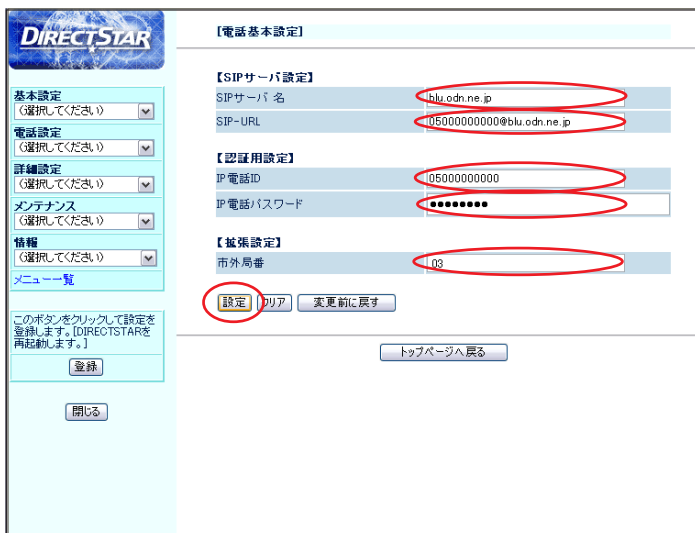 DIRECTSTAR
基本設定
(選択してください)
電話設定
(選択してください)
詳細設定
(選択してください)
メンテナンス
(選択してください)
情報
(選択してください)
メニュー一覧
このボタンをクリックして設定を
登録します。[DIRECTSTARを
再起動します。]
登録
閉じる
[電話基本設定]
【SIPサーバ設定】
SIPサーバ 名 blu.odn.ne.jp
SIP-URL 05000000000@blu.odn.ne.jp
【認証用設定】
IP電話ID 05000000000
IP電話パスワード ●●●●●●●●
【拡張設定】
市外局番 03
設定 クリア 変更前に戻す
トップページへ戻る